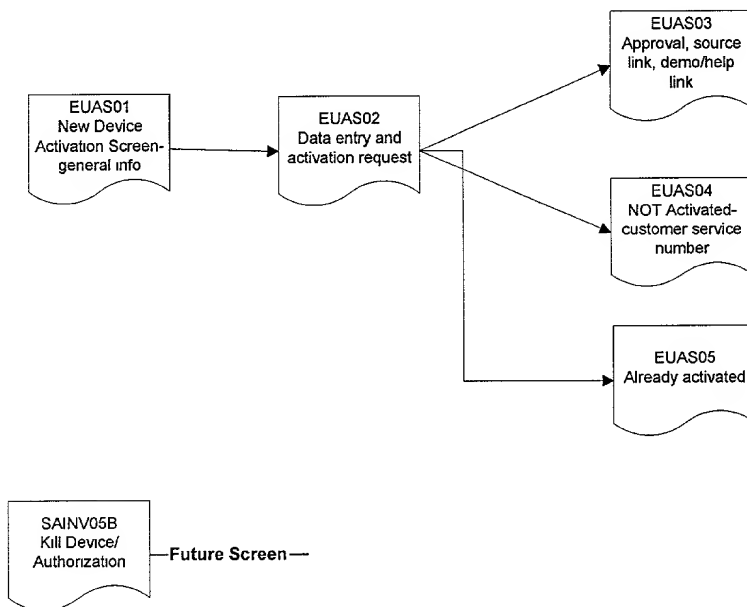 EUAS03
Approval, source
link, demo/help
link
EUAS01
New Device
Activation Screen-
general info
EUAS02
Data entry and
activation request
EUAS04
NOT Activated-
customer service
number
EUAS05
Already activated
SAINV05B
Kill Device/
Authorization
Future Screen